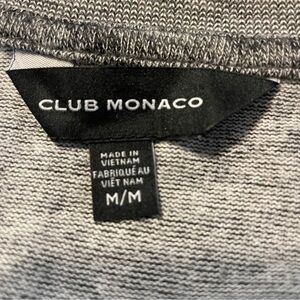 CLUB MONACO
MADE IN
VIETNAM
FABRIQUÉ AU
VIÊT NAM
M/M